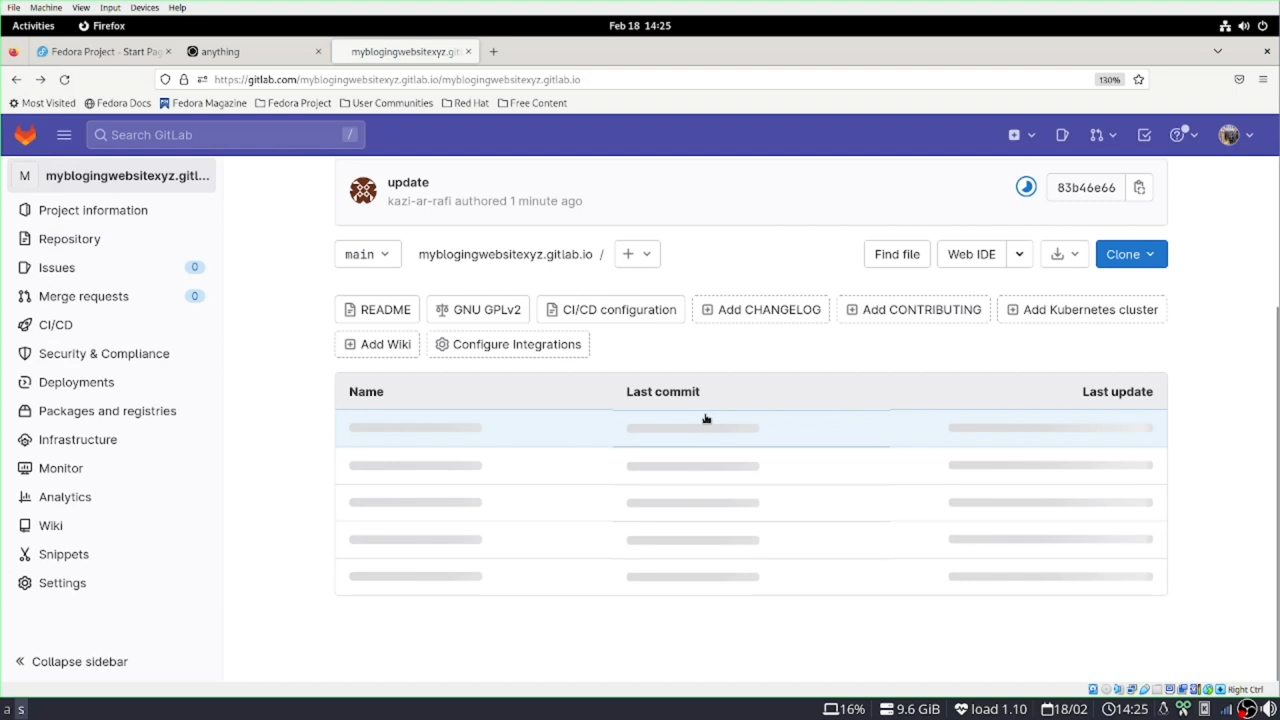 File Machine View Input Devices Help
Activities Firefox Feb 18 14:25
Fedora Project - Start Pag × anything × myblogingwebsitexyz.gitl × +
https://gitlab.com/myblogingwebsitexyz.gitlab.io/myblogingwebsitexyz.gitlab.io 130%
Most Visited Fedora Docs Fedora Magazine Fedora Project User Communities Red Hat Free Content
Search GitLab /
M myblogingwebsitexyz.gitl...
Project information
Repository
Issues 0
Merge requests 0
CI/CD
Security & Compliance
Deployments
Packages and registries
Infrastructure
Monitor
Analytics
Wiki
Snippets
Settings
Collapse sidebar
update
kazi-ar-rafi authored 1 minute ago
83b46e66
main myblogingwebsitexyz.gitlab.io / + Find file Web IDE Clone
README GNU GPLv2 CI/CD configuration Add CHANGELOG Add CONTRIBUTING Add Kubernetes cluster
Add Wiki Configure Integrations
Name Last commit Last update
Right Ctrl
a s 16% 9.6 GiB load 1.10 18/02 14:25